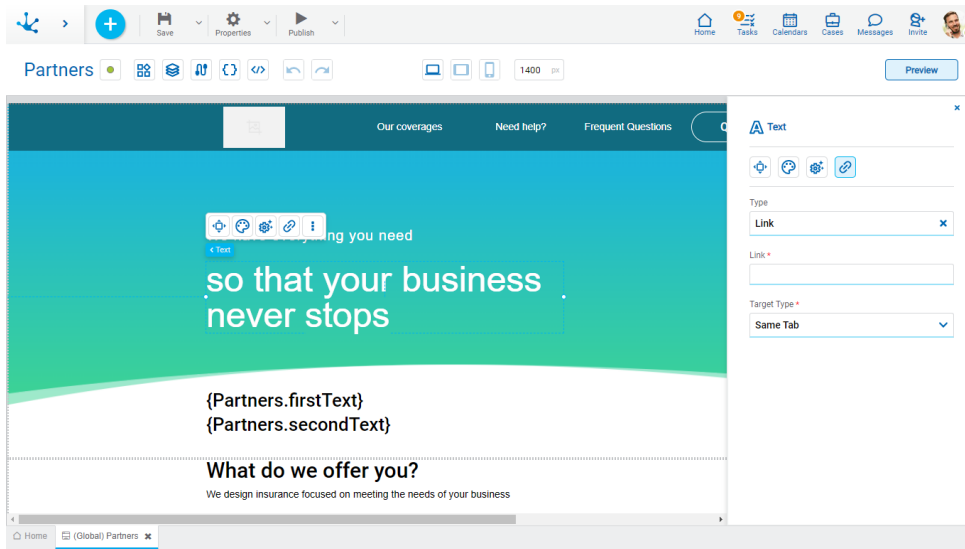 Save
Properties
Publish
Home
9
Tasks
Calendars
Cases
Messages
Invite
Partners
1400 px
Preview
Our coverages
Need help?
Frequent Questions
Q
Text
Type
Link
Link *
Target Type *
Same Tab
you need
< Text
so that your business
never stops
{Partners.firstText}
{Partners.secondText}
What do we offer you?
We design insurance focused on meeting the needs of your business
Home
(Global) Partners